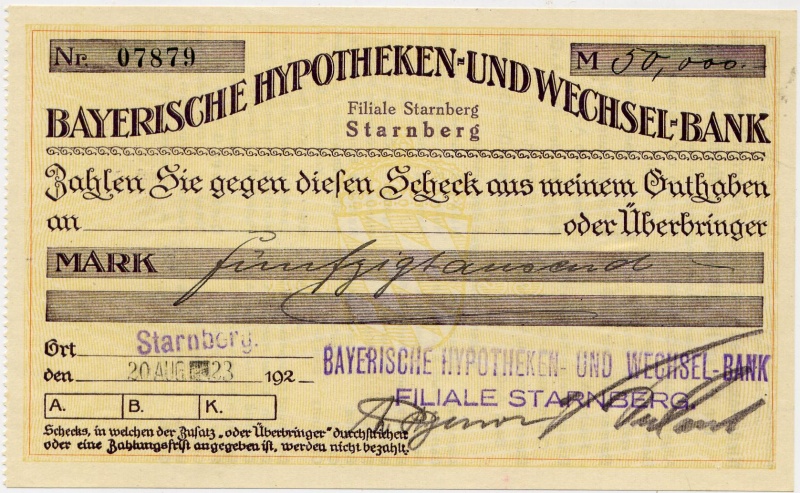 Nr. 07879
M 50,000.-
BAYERISCHE HYPOTHEKEN- UND WECHSEL-BANK
Filiale Starnberg
Starnberg
Zahlen Sie gegen diesen Scheck aus meinem Guthaben
an oder Überbringer
MARK fünfzigtausend –
Ort Starnberg.
den 20 AUG 23 192
BAYERISCHE HYPOTHEKEN- UND WECHSEL-BANK
FILIALE STARNBERG.
A. B. K.
Schecks, in welchen der Zusatz „oder Überbringer“ durchstrichen
oder eine Zahlungsfrist angegeben ist, werden nicht bezahlt.